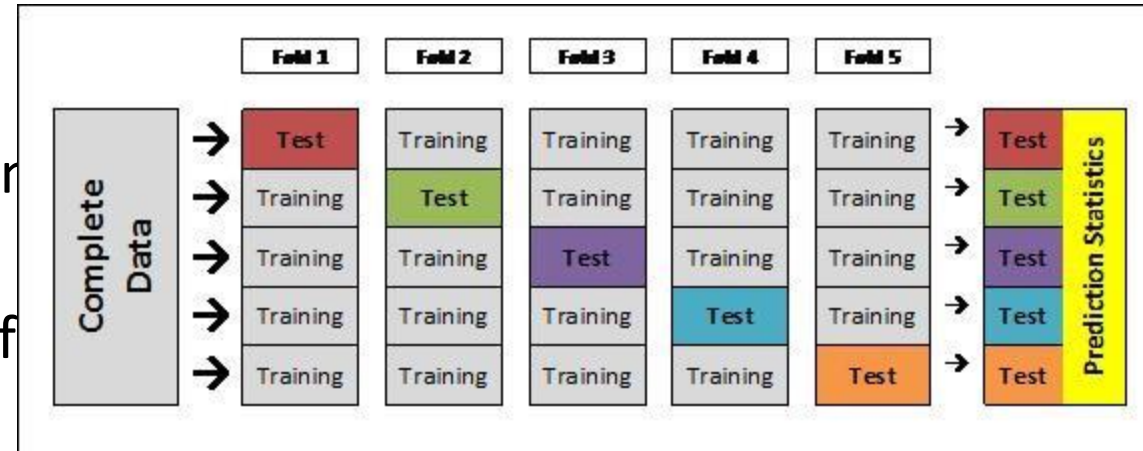 Fold 1 Fold 2 Fold 3 Fold 4 Fold 5
Complete Data
Test Training Training Training Training Test
Training Test Training Training Training Test
Training Training Test Training Training Test
Training Training Training Test Training Test
Training Training Training Training Test Test
Prediction Statistics
r
f